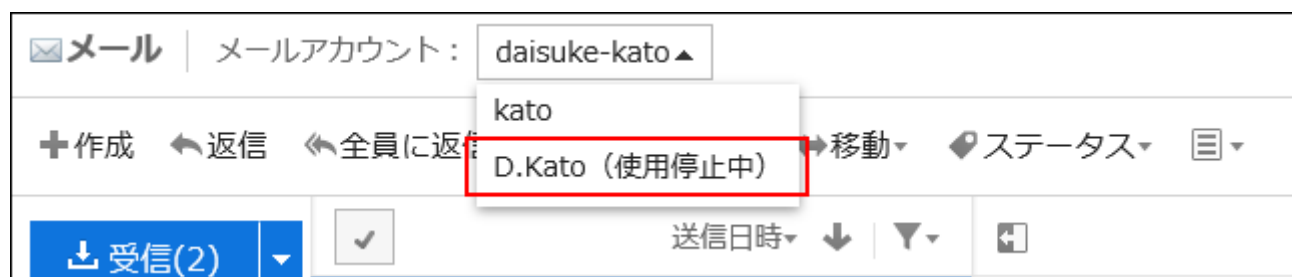 メール メールアカウント： daisuke-kato
kato
作成 返信 全員に返信 移動 ステータス
D.Kato（使用停止中）
受信(2) 送信日時